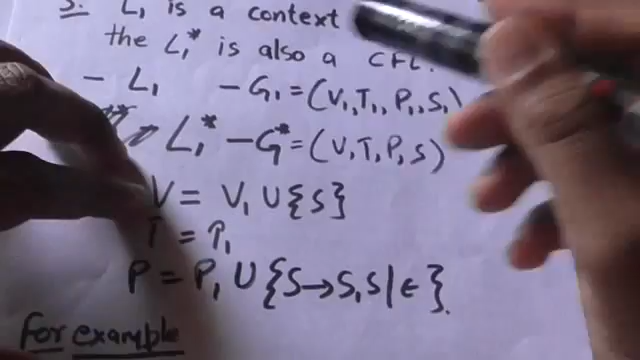 3. L₁ is a context
the L₁* is also a CFL.
– L₁ – G₁ = (V₁, T₁, P₁, S₁)
L₁* – G* = (V, T, P, S)
V = V₁ ∪ {S}
T = T₁
P = P₁ ∪ {S → S₁S | ∈}.
For example